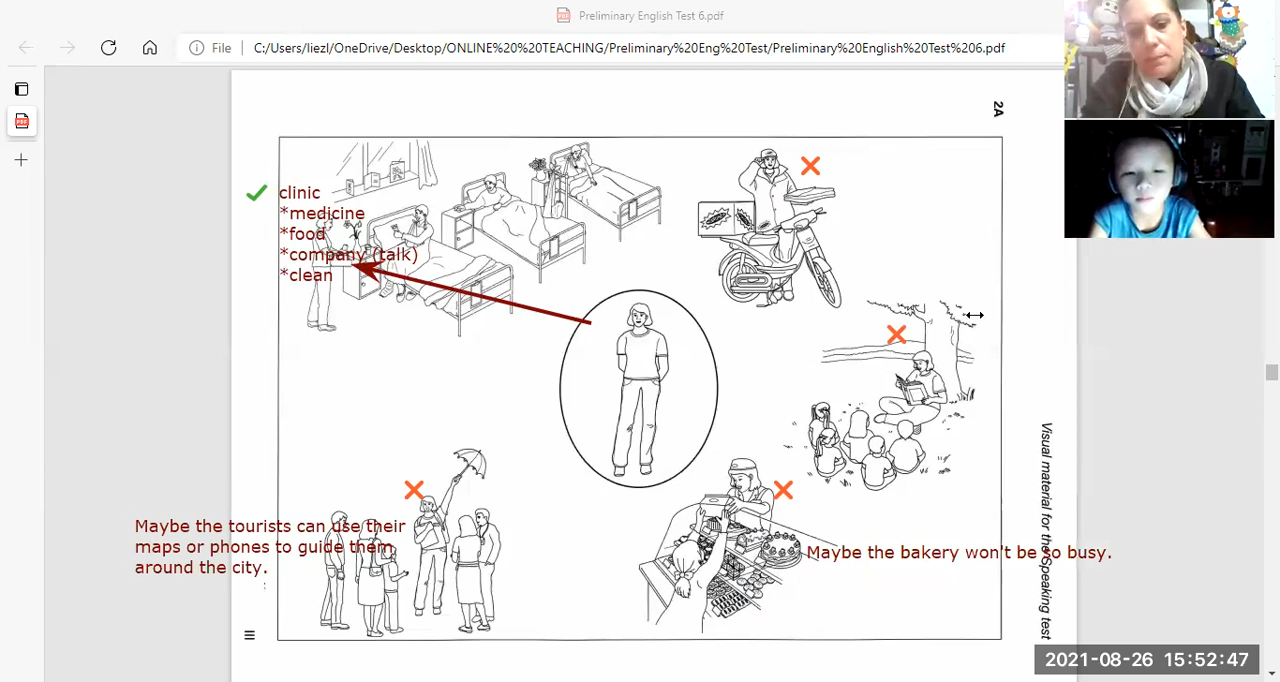 Preliminary English Test 6.pdf
File
C:/Users/liezl/OneDrive/Desktop/ONLINE%20%20TEACHING/Preliminary%20Eng%20Test/Preliminary%20English%20Test%206.pdf
2A
clinic
*medicine
*food
*company (talk)
*clean
Maybe the tourists can use their
maps or phones to guide them
around the city.
:
Maybe the bakery won't be so busy.
Visual material for the Speaking test
2021-08-26 15:52:47